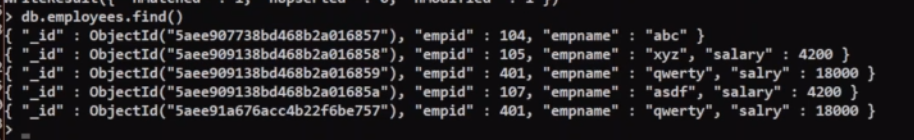 > db.employees.find()
{ "_id" : ObjectId("5aee907738bd468b2a016857"), "empid" : 104, "empname" : "abc" }
{ "_id" : ObjectId("5aee909138bd468b2a016858"), "empid" : 105, "empname" : "xyz", "salary" : 4200 }
{ "_id" : ObjectId("5aee909138bd468b2a016859"), "empid" : 401, "empname" : "qwerty", "salry" : 18000 }
{ "_id" : ObjectId("5aee909138bd468b2a01685a"), "empid" : 107, "empname" : "asdf", "salry" : 4200 }
{ "_id" : ObjectId("5aee91a676acc4b22f6be757"), "empid" : 401, "empname" : "qwerty", "salry" : 18000 }
>